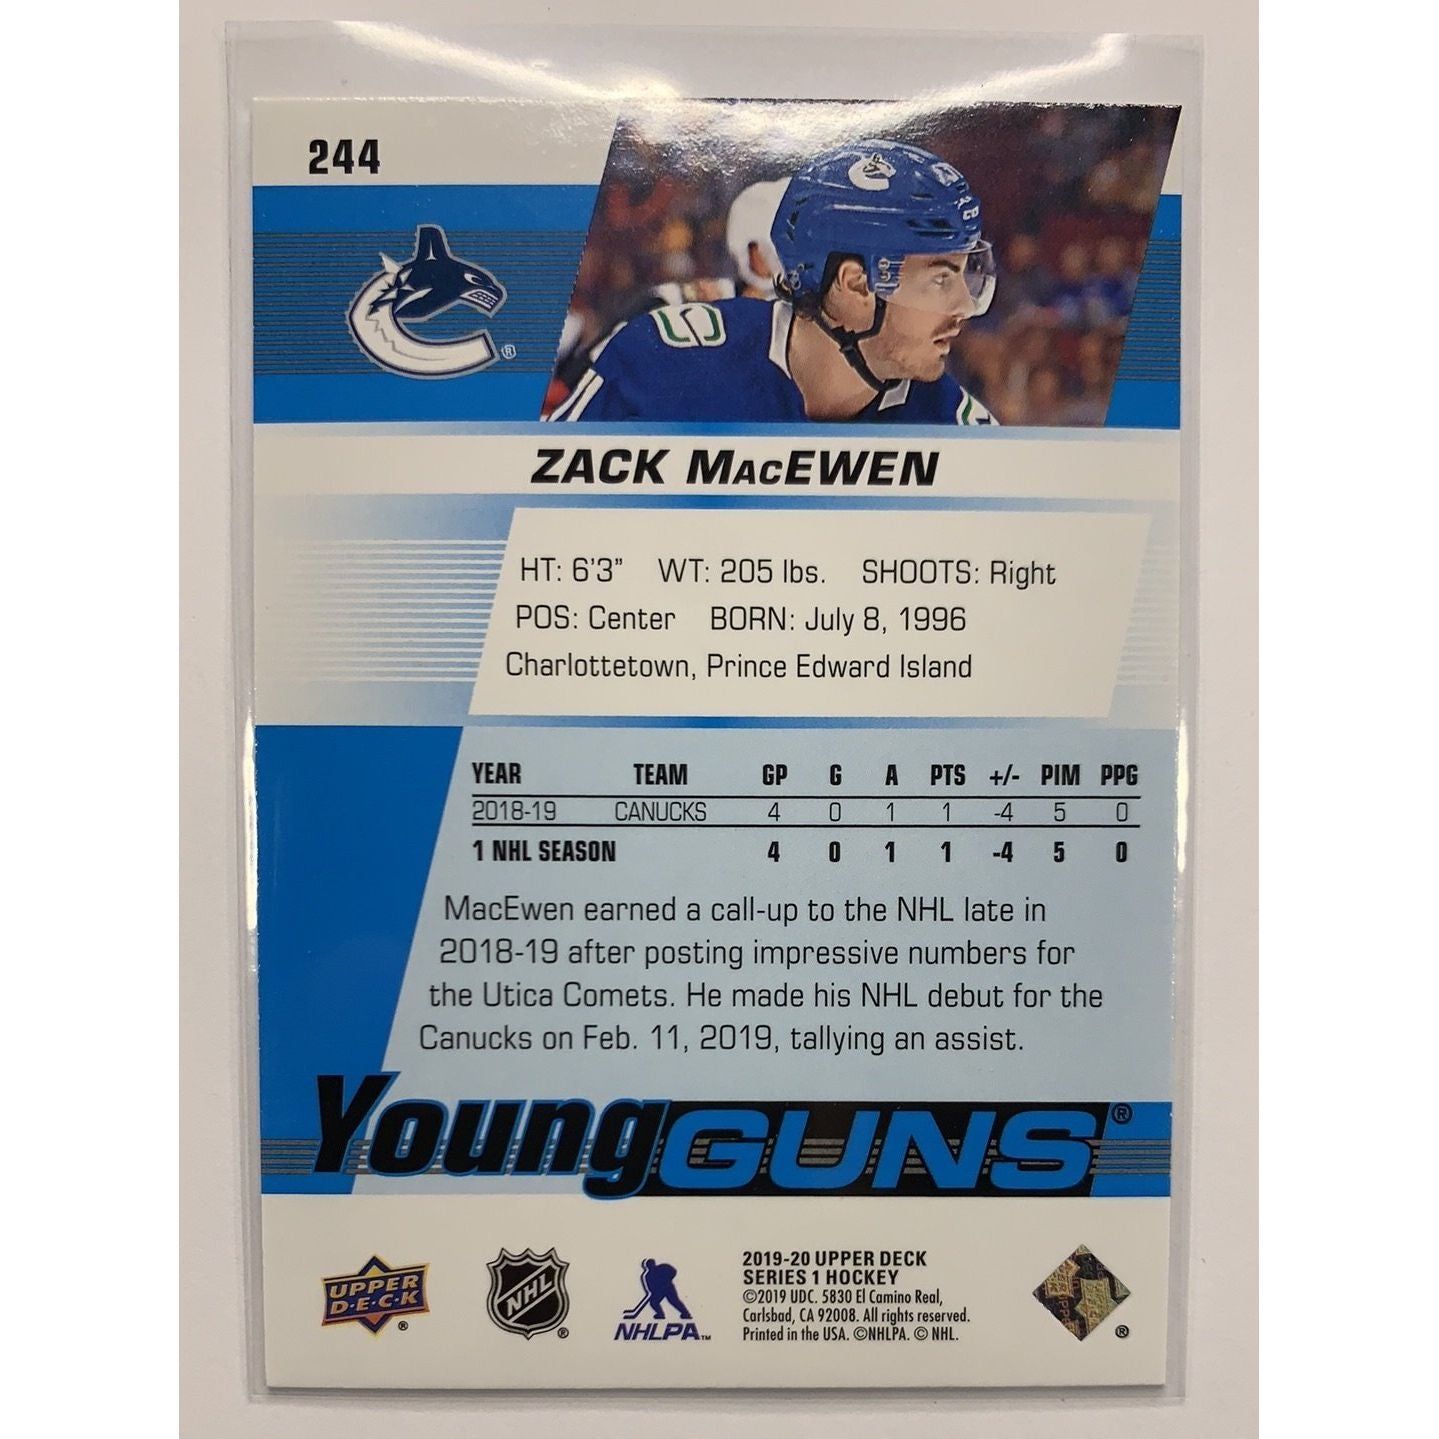 244
®
ZACK MacEWEN
HT: 6'3" WT: 205 lbs. SHOOTS: Right
POS: Center BORN: July 8, 1996
Charlottetown, Prince Edward Island
YEAR TEAM GP G A PTS +/- PIM PPG
2018-19 CANUCKS 4 0 1 1 -4 5 0
1 NHL SEASON 4 0 1 1 -4 5 0
MacEwen earned a call-up to the NHL late in
2018-19 after posting impressive numbers for
the Utica Comets. He made his NHL debut for the
Canucks on Feb. 11, 2019, tallying an assist.
Young GUNS®
UPPER
D·E·C·K ®
NHL ®
NHLPA™
2019-20 UPPER DECK
SERIES 1 HOCKEY
©2019 UDC. 5830 El Camino Real,
Carlsbad, CA 92008. All rights reserved.
Printed in the USA. ©NHLPA. © NHL.
®